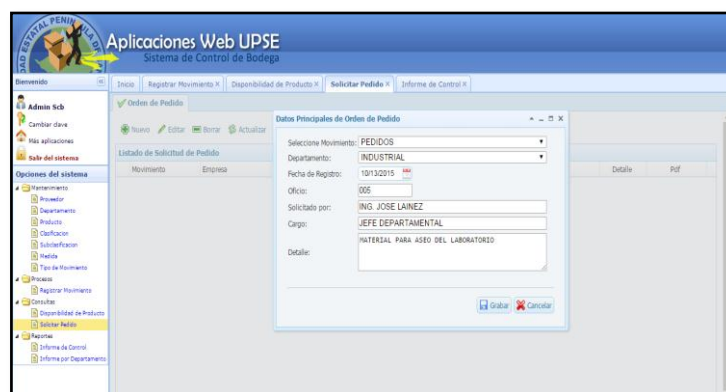 DAD ESTATAL PENINSULA DE
Aplicaciones Web UPSE
Sistema de Control de Bodega
Bienvenido
Inicio Registrar Movimiento X Disponibilidad de Producto X Solicitar Pedido X Informe de Control X
Admin Scb
Cambiar clave
Más aplicaciones
Salir del sistema
Opciones del sistema
Mantenimiento
Proveedor
Departamento
Producto
Clasificacion
Subclasificacion
Medida
Tipo de Movimiento
Procesos
Registrar Movimiento
Consultas
Disponibilidad de Producto
Solicitar Pedido
Reportes
Informe de Control
Informe por Departamento
Orden de Pedido
Nuevo Editar Borrar Actualizar
Listado de Solicitud de Pedido
Movimiento Empresa Detalle Pdf
Datos Principales de Orden de Pedido
Seleccione Movimiento: PEDIDOS
Departamento: INDUSTRIAL
Fecha de Registro: 10/13/2015
Oficio: 005
Solicitado por: ING. JOSE LAINEZ
Cargo: JEFE DEPARTAMENTAL
Detalle: MATERIAL PARA ASEO DEL LABORATORIO
Grabar Cancelar